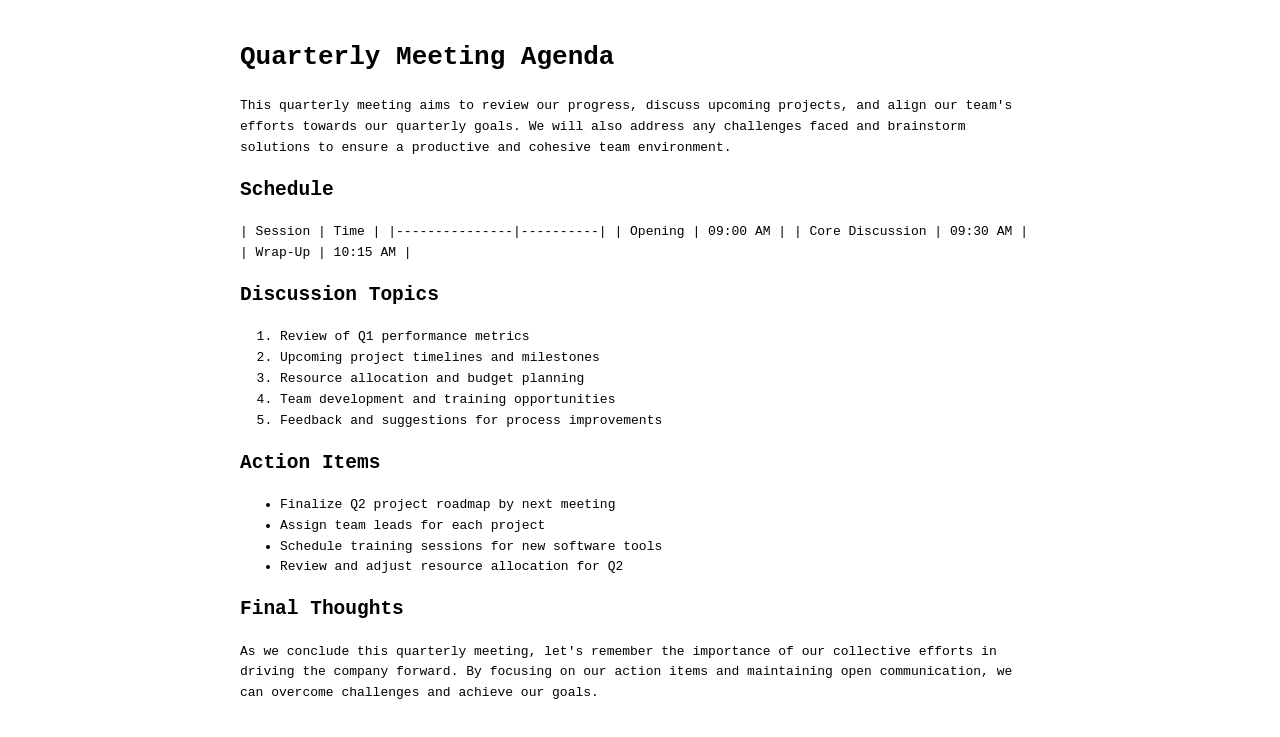 Quarterly Meeting Agenda
This quarterly meeting aims to review our progress, discuss upcoming projects, and align our team's
efforts towards our quarterly goals. We will also address any challenges faced and brainstorm
solutions to ensure a productive and cohesive team environment.
Schedule
| Session | Time | |---------------|----------| | Opening | 09:00 AM | | Core Discussion | 09:30 AM |
| Wrap-Up | 10:15 AM |
Discussion Topics
1. Review of Q1 performance metrics
2. Upcoming project timelines and milestones
3. Resource allocation and budget planning
4. Team development and training opportunities
5. Feedback and suggestions for process improvements
Action Items
• Finalize Q2 project roadmap by next meeting
• Assign team leads for each project
• Schedule training sessions for new software tools
• Review and adjust resource allocation for Q2
Final Thoughts
As we conclude this quarterly meeting, let's remember the importance of our collective efforts in
driving the company forward. By focusing on our action items and maintaining open communication, we
can overcome challenges and achieve our goals.